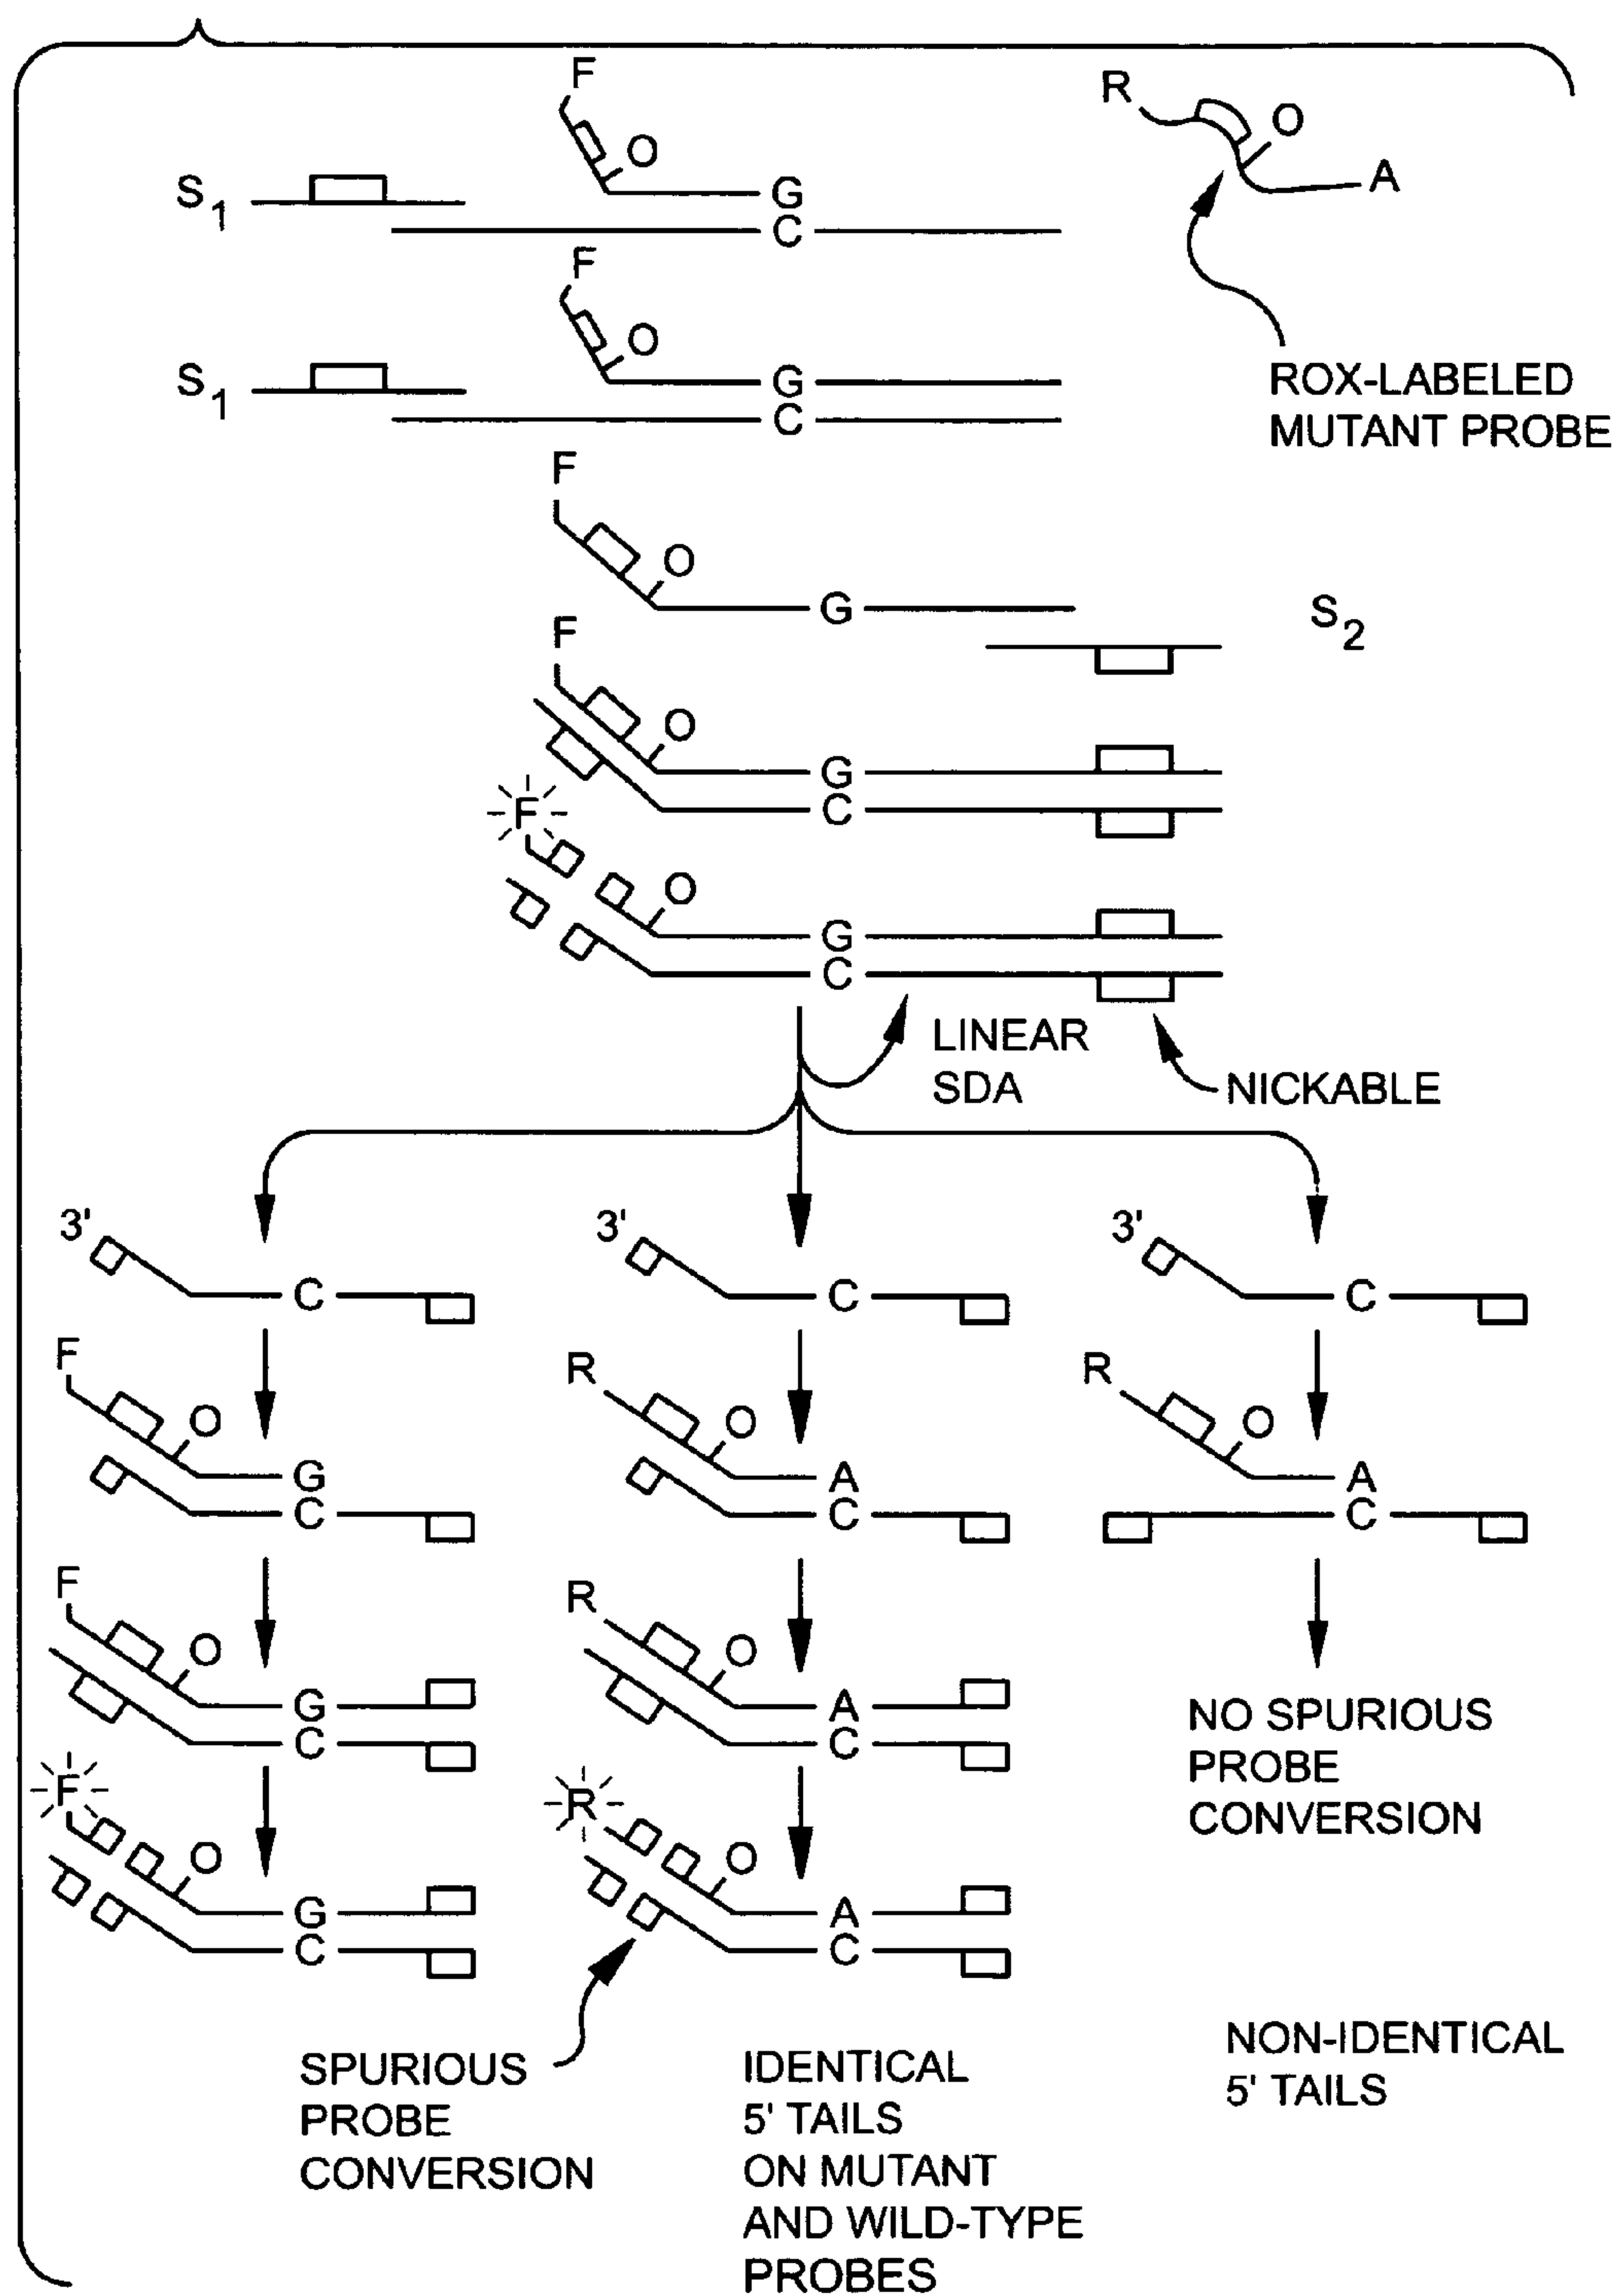 F
R
O
O
A
S1
G
C
F
O
S1
G
C
ROX-LABELED
MUTANT PROBE
F
O
G
S2
F
O
G
C
F
O
G
C
LINEAR
SDA
NICKABLE
3'
3'
3'
C
C
C
F
R
R
O
O
O
G
A
A
C
C
C
F
R
O
O
G
A
C
C
NO SPURIOUS
PROBE
CONVERSION
F
R
O
O
G
A
C
C
SPURIOUS
PROBE
CONVERSION
IDENTICAL
5' TAILS
ON MUTANT
AND WILD-TYPE
PROBES
NON-IDENTICAL
5' TAILS